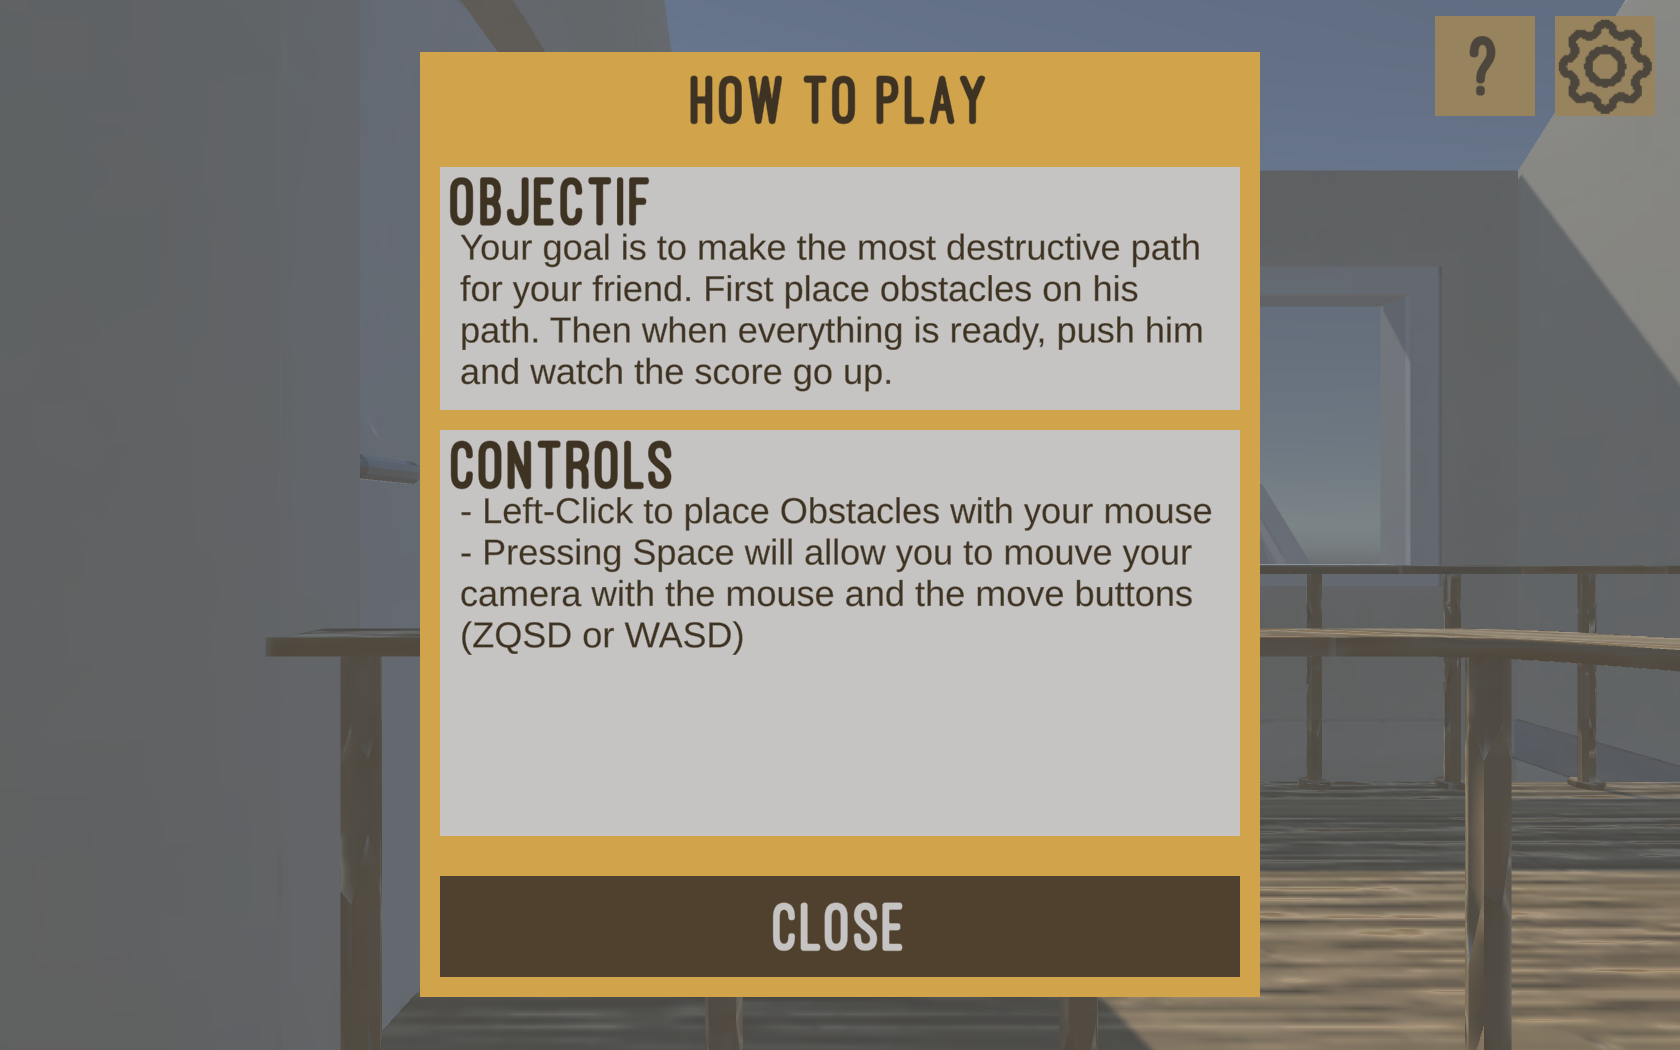 ?
HOW TO PLAY
OBJECTIF
Your goal is to make the most destructive path
for your friend. First place obstacles on his
path. Then when everything is ready, push him
and watch the score go up.
CONTROLS
- Left-Click to place Obstacles with your mouse
- Pressing Space will allow you to mouve your
camera with the mouse and the move buttons
(ZQSD or WASD)
CLOSE